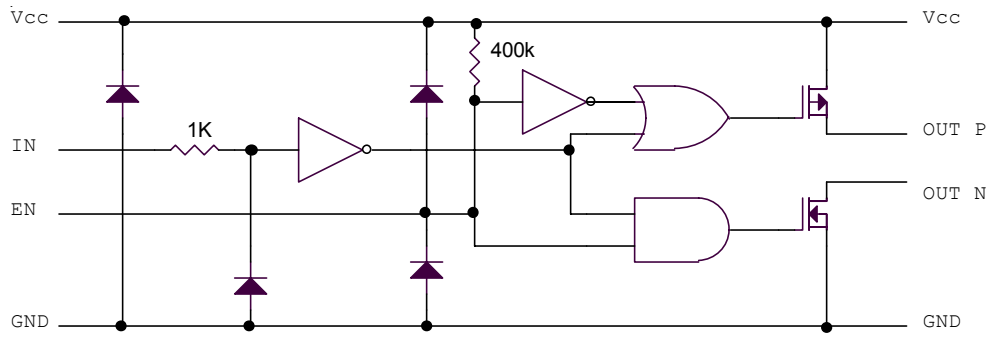 Vcc
Vcc
400k
1K
IN
OUT P
EN
OUT N
GND
GND